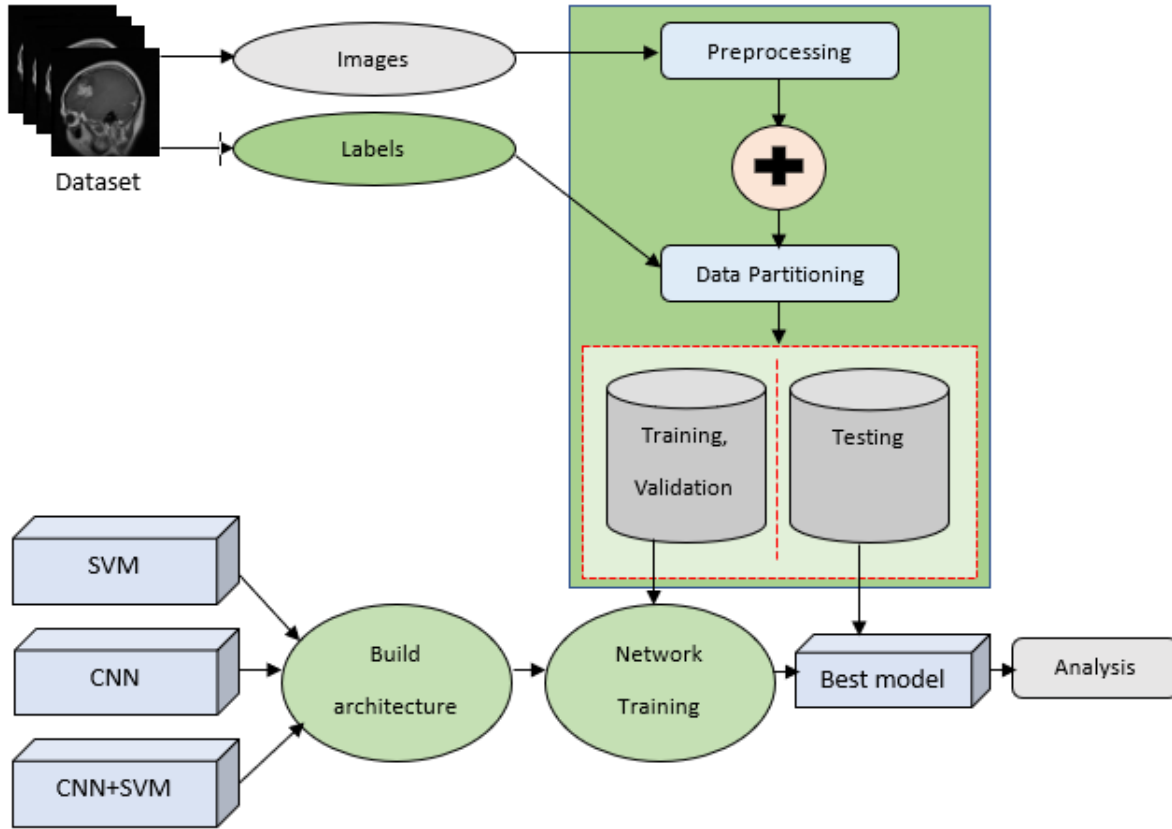 Images
Preprocessing
Labels
Dataset
Data Partitioning
Training,
Validation
Testing
SVM
CNN
CNN+SVM
Build
architecture
Network
Training
Best model
Analysis